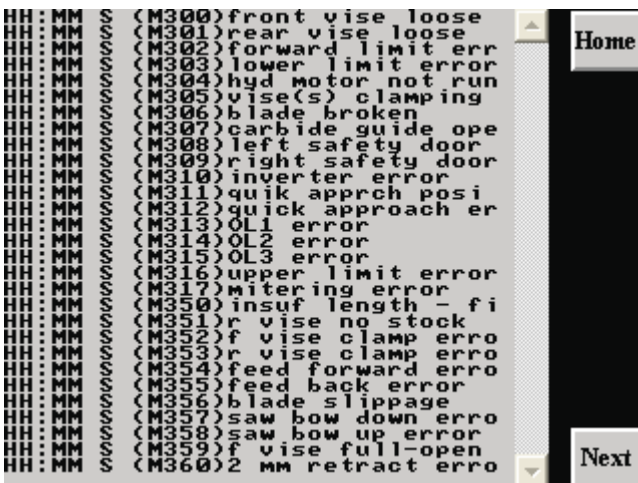 HH:MM S (M300)front vise loose
HH:MM S (M301)rear vise loose
HH:MM S (M302)forward limit err
HH:MM S (M303)lower limit error
HH:MM S (M304)hyd motor not run
HH:MM S (M305)vise(s) clamping
HH:MM S (M306)blade broken
HH:MM S (M307)carbide guide ope
HH:MM S (M308)left safety door
HH:MM S (M309)right safety door
HH:MM S (M310)inverter error
HH:MM S (M311)quik apprch posi
HH:MM S (M312)quick approach er
HH:MM S (M313)OL1 error
HH:MM S (M314)OL2 error
HH:MM S (M315)OL3 error
HH:MM S (M316)upper limit error
HH:MM S (M317)mitering error
HH:MM S (M350)insuf length - fi
HH:MM S (M351)r vise no stock
HH:MM S (M352)f vise clamp erro
HH:MM S (M353)r vise clamp erro
HH:MM S (M354)feed forward erro
HH:MM S (M355)feed back error
HH:MM S (M356)blade slippage
HH:MM S (M357)saw bow down erro
HH:MM S (M358)saw bow up error
HH:MM S (M359)f vise full-open
HH:MM S (M360)2 mm retract erro
Home
Next